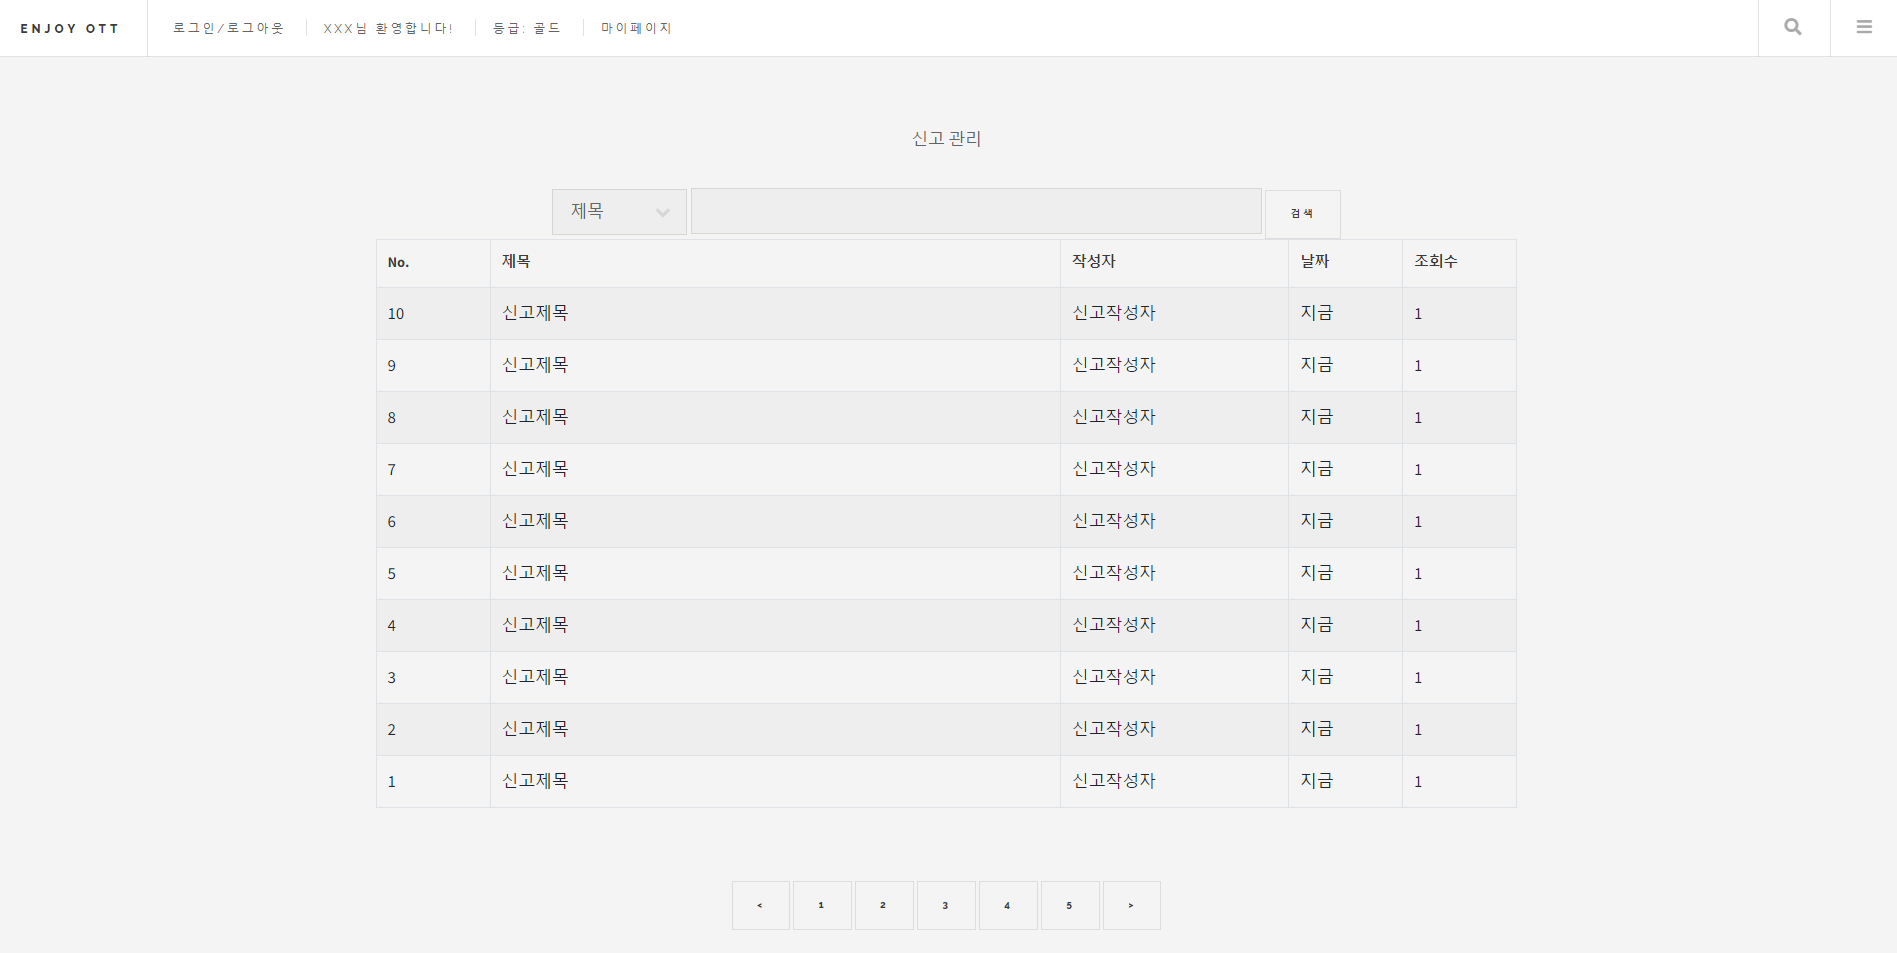 ENJOY OTT 로그인/로그아웃 XXX님 환영합니다! 등급: 골드 마이페이지
신고 관리
제목 검색
No. 제목 작성자 날짜 조회수
10 신고제목 신고작성자 지금 1
9 신고제목 신고작성자 지금 1
8 신고제목 신고작성자 지금 1
7 신고제목 신고작성자 지금 1
6 신고제목 신고작성자 지금 1
5 신고제목 신고작성자 지금 1
4 신고제목 신고작성자 지금 1
3 신고제목 신고작성자 지금 1
2 신고제목 신고작성자 지금 1
1 신고제목 신고작성자 지금 1
< 1 2 3 4 5 >